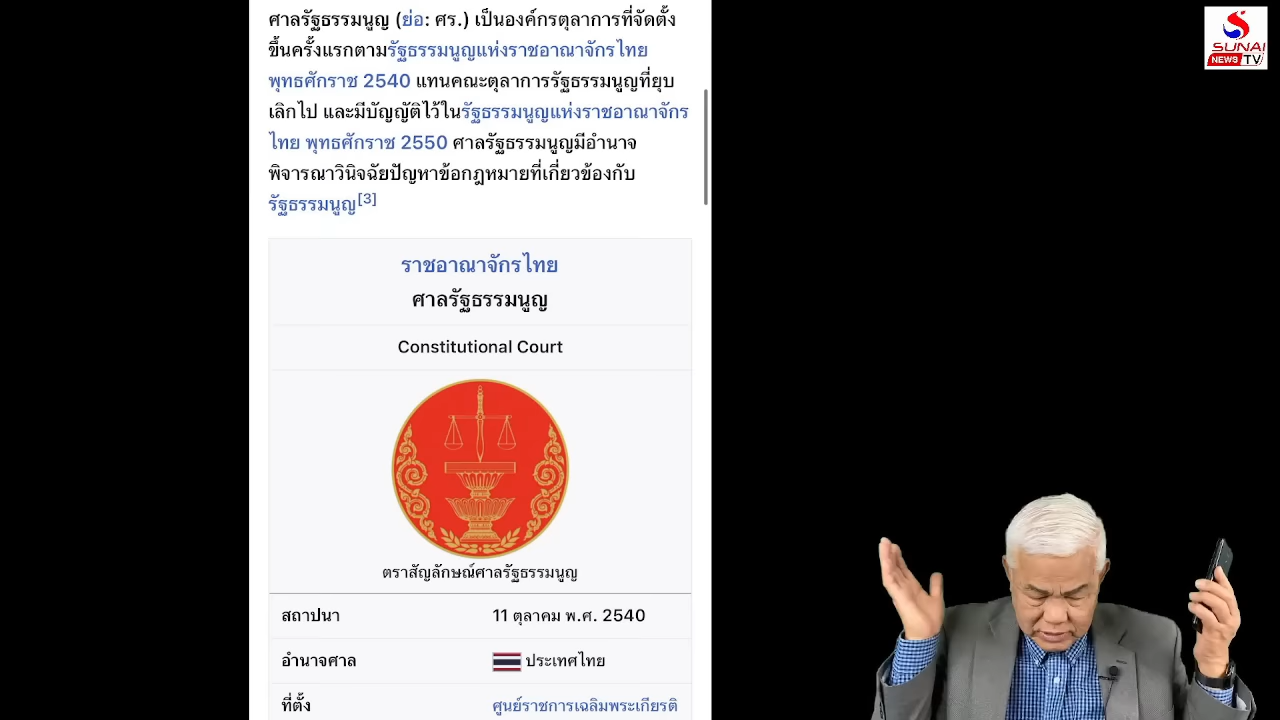 ศาลรัฐธรรมนูญ (ย่อ: ศร.) เป็นองค์กรตุลาการที่จัดตั้ง
ขึ้นครั้งแรกตามรัฐธรรมนูญแห่งราชอาณาจักรไทย
พุทธศักราช 2540 แทนคณะตุลาการรัฐธรรมนูญที่ยุบ
เลิกไป และมีบัญญัติไว้ในรัฐธรรมนูญแห่งราชอาณาจักร
ไทย พุทธศักราช 2550 ศาลรัฐธรรมนูญมีอำนาจ
พิจารณาวินิจฉัยปัญหาข้อกฎหมายที่เกี่ยวข้องกับ
รัฐธรรมนูญ[3]
ราชอาณาจักรไทย
ศาลรัฐธรรมนูญ
Constitutional Court
ตราสัญลักษณ์ศาลรัฐธรรมนูญ
สถาปนา 11 ตุลาคม พ.ศ. 2540
อำนาจศาล ประเทศไทย
ที่ตั้ง ศูนย์ราชการเฉลิมพระเกียรติ
SUNAI
NEWS TV